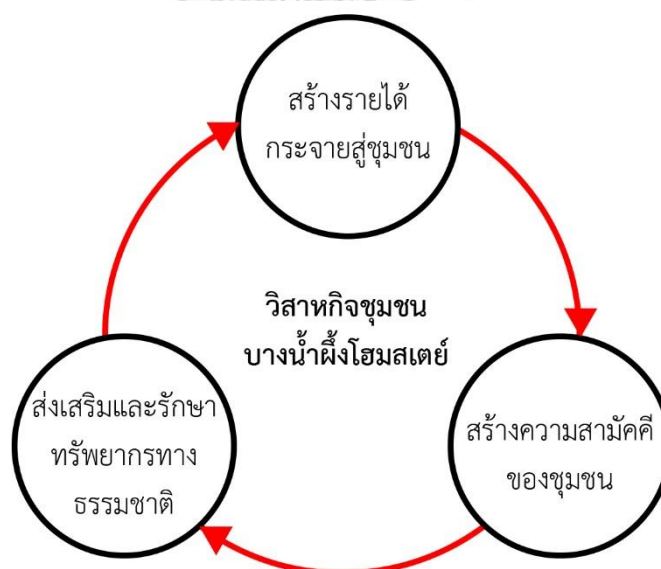 สร้างรายได้
กระจายสู่ชุมชน
วิสาหกิจชุมชน
บางน้ำผึ้งโฮมสเตย์
ส่งเสริมและรักษา
ทรัพยากรทาง
ธรรมชาติ
สร้างความสามัคคี
ของชุมชน